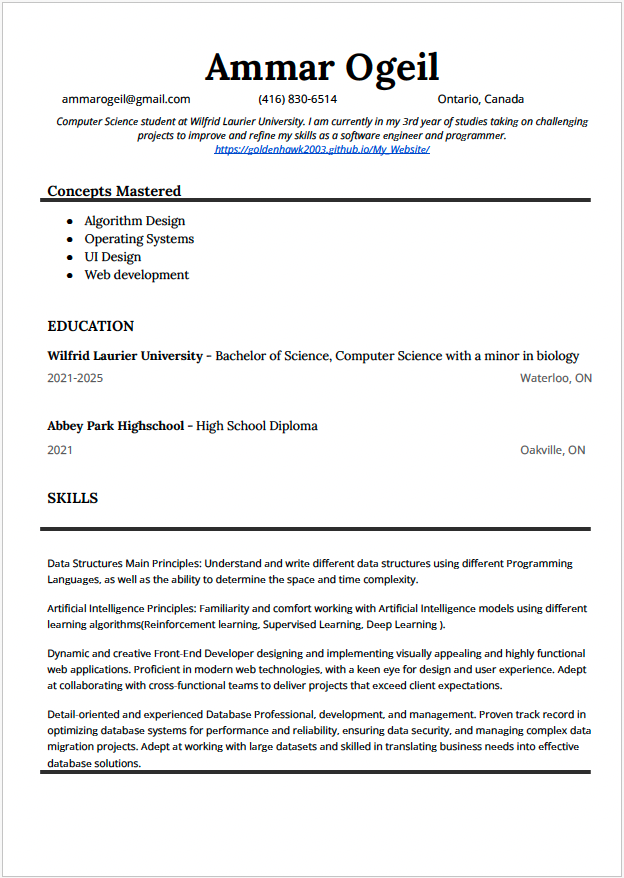 Ammar Ogeil
ammarogeil@gmail.com (416) 830-6514 Ontario, Canada
Computer Science student at Wilfrid Laurier University. I am currently in my 3rd year of studies taking on challenging
projects to improve and refine my skills as a software engineer and programmer.
https://goldenhawk2003.github.io/My_Website/
Concepts Mastered
● Algorithm Design
● Operating Systems
● UI Design
● Web development
EDUCATION
Wilfrid Laurier University - Bachelor of Science, Computer Science with a minor in biology
2021-2025 Waterloo, ON
Abbey Park Highschool - High School Diploma
2021 Oakville, ON
SKILLS
Data Structures Main Principles: Understand and write different data structures using different Programming
Languages, as well as the ability to determine the space and time complexity.
Artificial Intelligence Principles: Familiarity and comfort working with Artificial Intelligence models using different
learning algorithms(Reinforcement learning, Supervised Learning, Deep Learning ).
Dynamic and creative Front-End Developer designing and implementing visually appealing and highly functional
web applications. Proficient in modern web technologies, with a keen eye for design and user experience. Adept
at collaborating with cross-functional teams to deliver projects that exceed client expectations.
Detail-oriented and experienced Database Professional, development, and management. Proven track record in
optimizing database systems for performance and reliability, ensuring data security, and managing complex data
migration projects. Adept at working with large datasets and skilled in translating business needs into effective
database solutions.